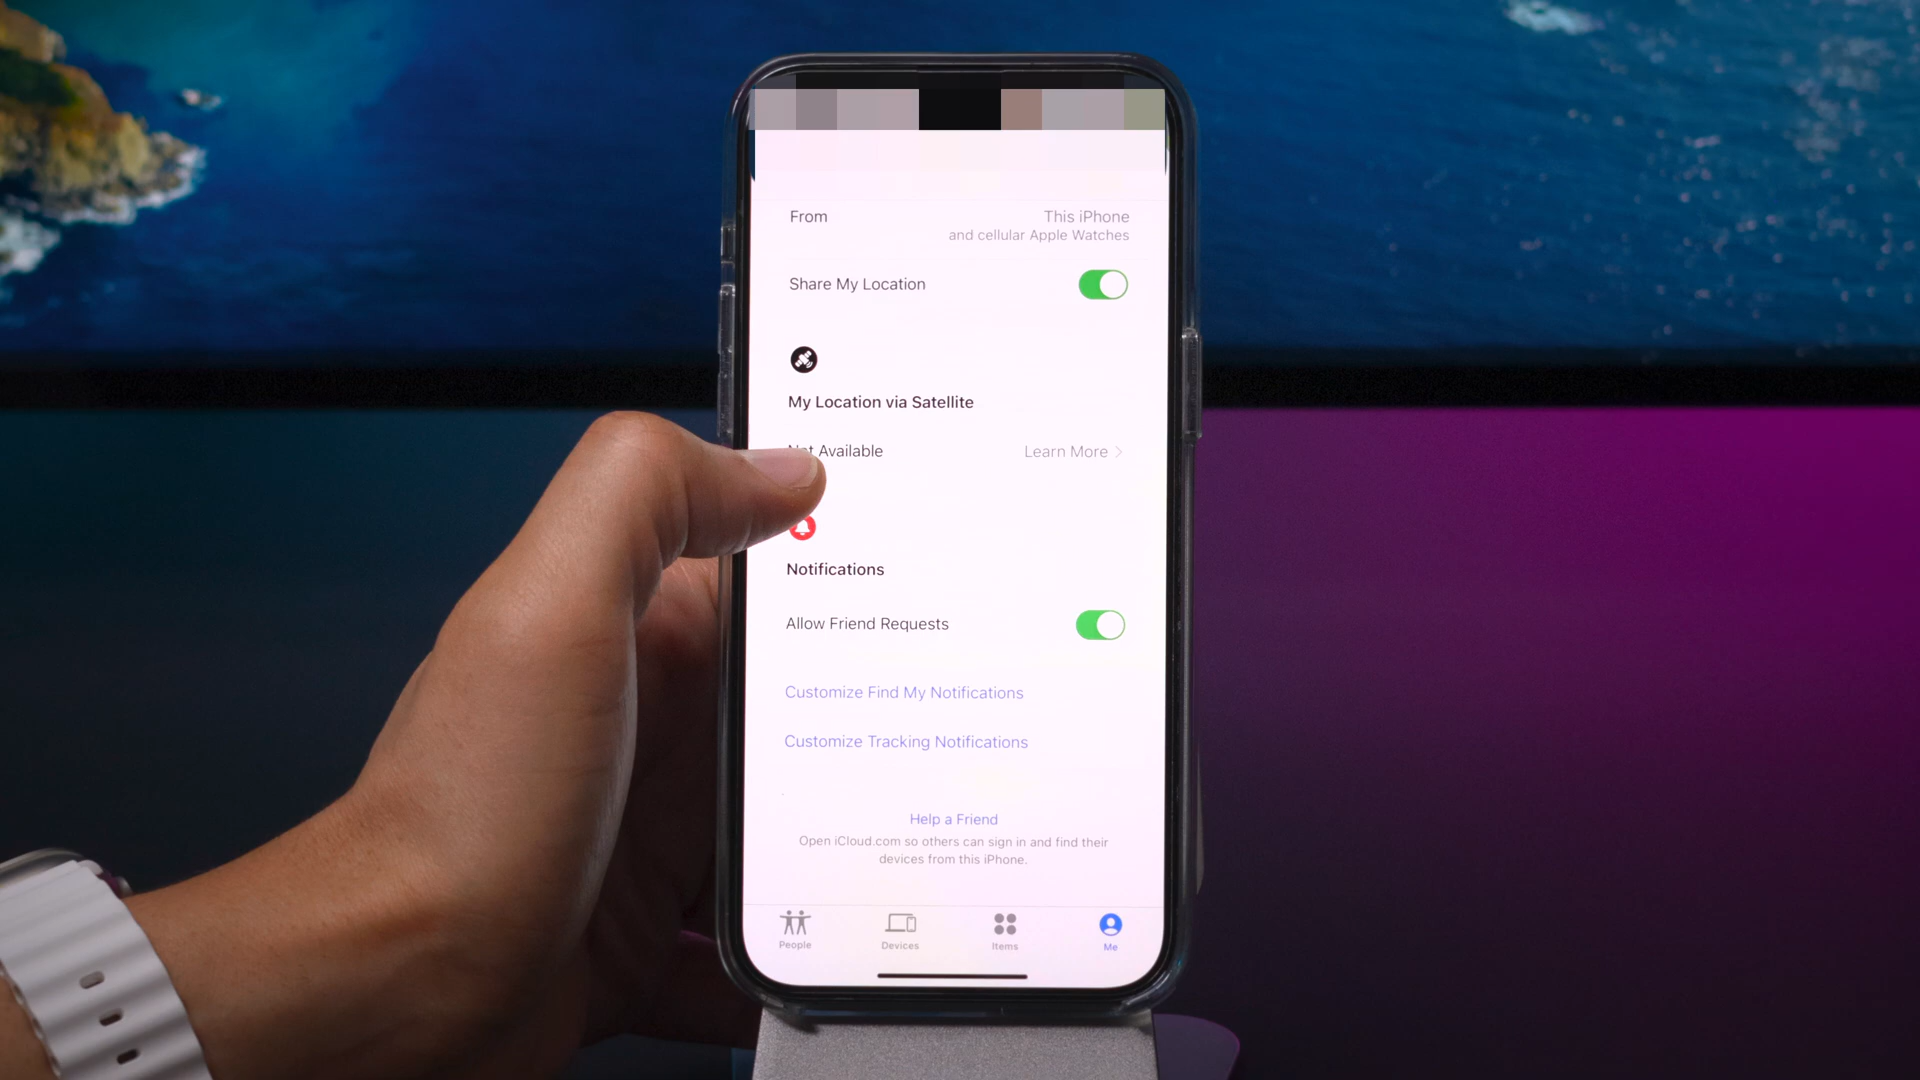 From
This iPhone
and cellular Apple Watches
Share My Location
My Location via Satellite
Not Available
Learn More
Notifications
Allow Friend Requests
Customize Find My Notifications
Customize Tracking Notifications
Help a Friend
Open iCloud.com so others can sign in and find their
devices from this iPhone.
People
Devices
Items
Me